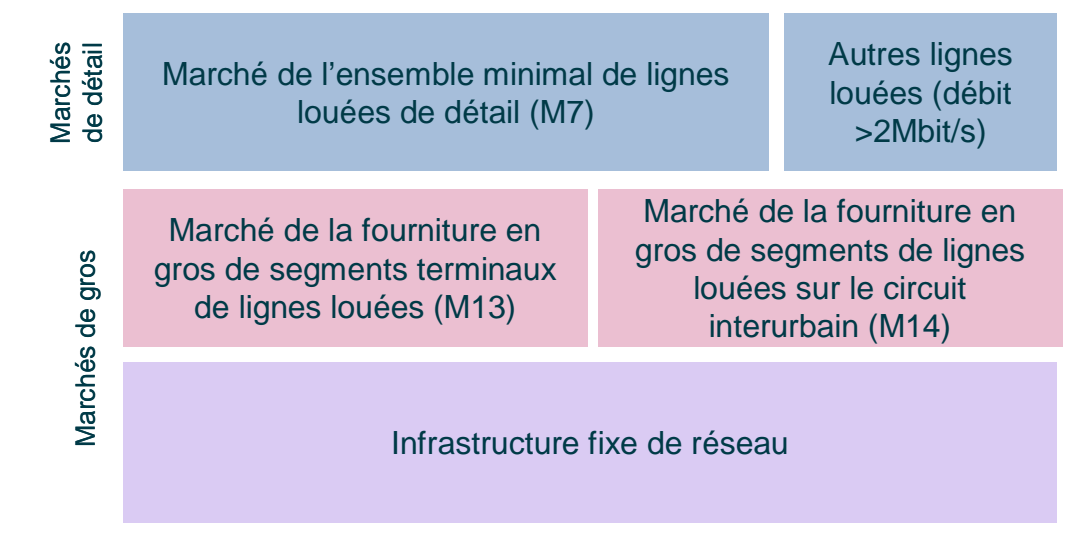 Marchés
de détail
Marché de l'ensemble minimal de lignes
louées de détail (M7)
Autres lignes
louées (débit
>2Mbit/s)
Marchés de gros
Marché de la fourniture en
gros de segments terminaux
de lignes louées (M13)
Marché de la fourniture en
gros de segments de lignes
louées sur le circuit
interurbain (M14)
Infrastructure fixe de réseau